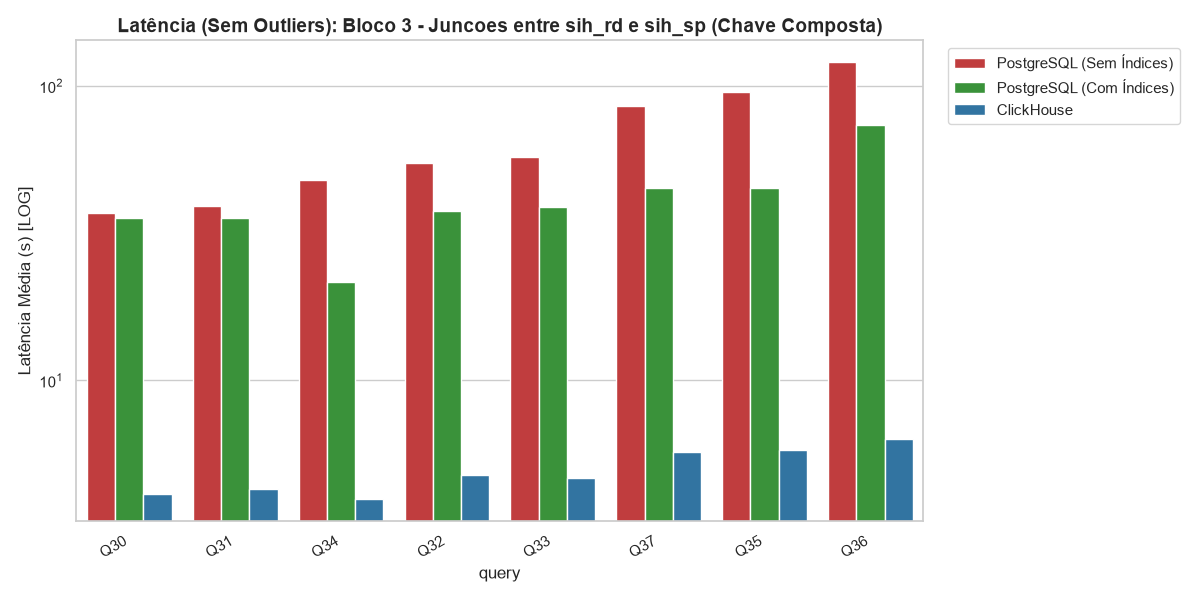 Latência (Sem Outliers): Bloco 3 - Juncoes entre sih_rd e sih_sp (Chave Composta)
PostgreSQL (Sem Índices)
PostgreSQL (Com Índices)
ClickHouse
Latência Média (s) [LOG]
10²
10¹
Q30
Q31
Q34
Q32
Q33
Q37
Q35
Q36
query